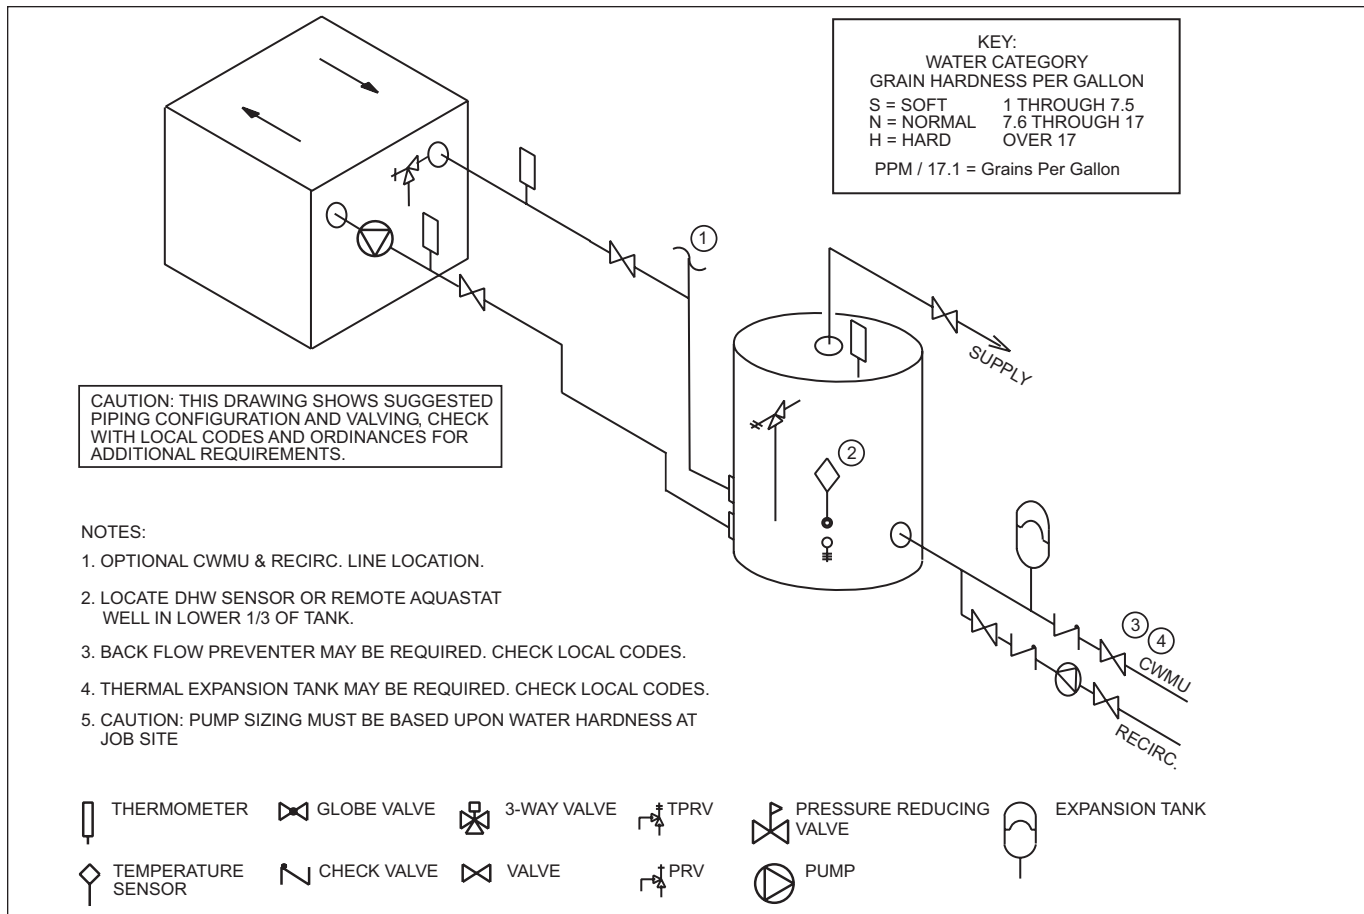 KEY:
WATER CATEGORY
GRAIN HARDNESS PER GALLON
S = SOFT 1 THROUGH 7.5
N = NORMAL 7.6 THROUGH 17
H = HARD OVER 17
PPM / 17.1 = Grains Per Gallon
1
SUPPLY
CAUTION: THIS DRAWING SHOWS SUGGESTED
PIPING CONFIGURATION AND VALVING, CHECK
WITH LOCAL CODES AND ORDINANCES FOR
ADDITIONAL REQUIREMENTS.
2
3
4
CWMU
RECIRC.
NOTES:
1. OPTIONAL CWMU & RECIRC. LINE LOCATION.
2. LOCATE DHW SENSOR OR REMOTE AQUASTAT
WELL IN LOWER 1/3 OF TANK.
3. BACK FLOW PREVENTER MAY BE REQUIRED. CHECK LOCAL CODES.
4. THERMAL EXPANSION TANK MAY BE REQUIRED. CHECK LOCAL CODES.
5. CAUTION: PUMP SIZING MUST BE BASED UPON WATER HARDNESS AT
JOB SITE
THERMOMETER GLOBE VALVE 3-WAY VALVE TPRV PRESSURE REDUCING EXPANSION TANK
VALVE
TEMPERATURE CHECK VALVE VALVE PRV PUMP
SENSOR